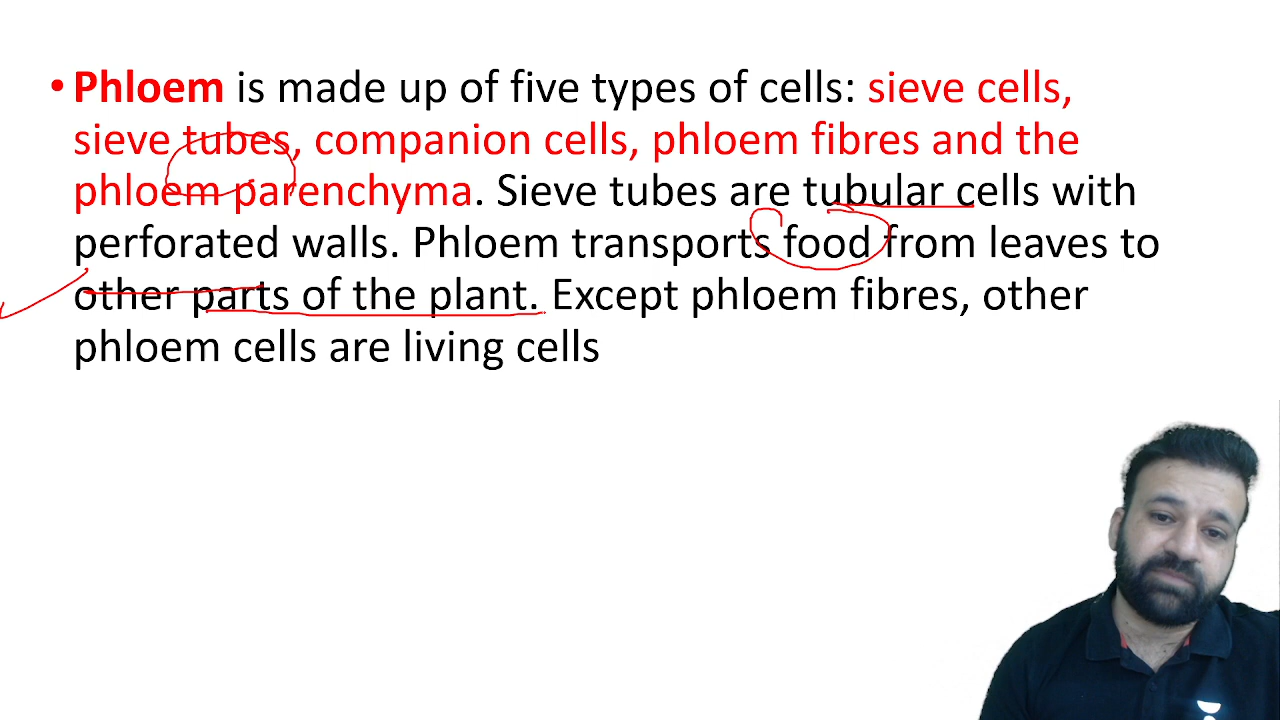 • Phloem is made up of five types of cells: sieve cells,
sieve tubes, companion cells, phloem fibres and the
phloem parenchyma. Sieve tubes are tubular cells with
perforated walls. Phloem transports food from leaves to
other parts of the plant. Except phloem fibres, other
phloem cells are living cells